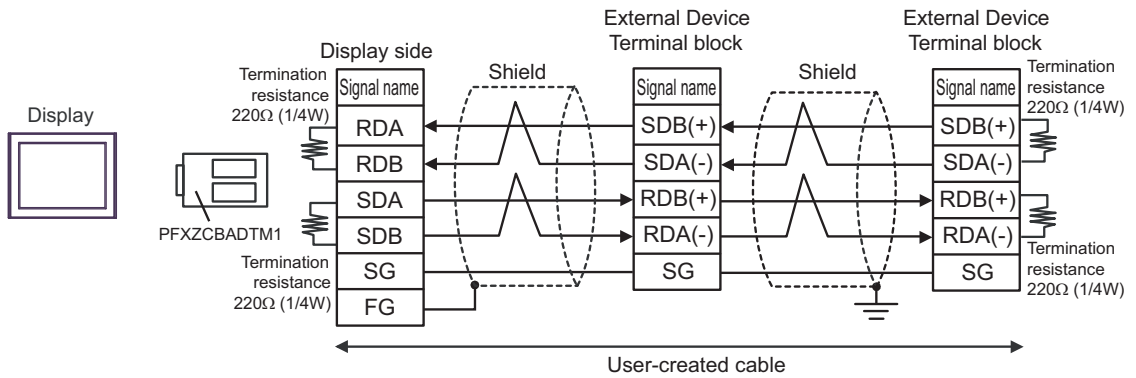 Display
PFXZCBADTM1
Display side
Termination
resistance
220Ω (1/4W)
Termination
resistance
220Ω (1/4W)
Signal name
RDA
RDB
SDA
SDB
SG
FG
Shield
External Device
Terminal block
Signal name
SDB(+)
SDA(-)
RDB(+)
RDA(-)
SG
Shield
External Device
Terminal block
Signal name
SDB(+)
SDA(-)
RDB(+)
RDA(-)
SG
Termination
resistance
220Ω (1/4W)
Termination
resistance
220Ω (1/4W)
User-created cable